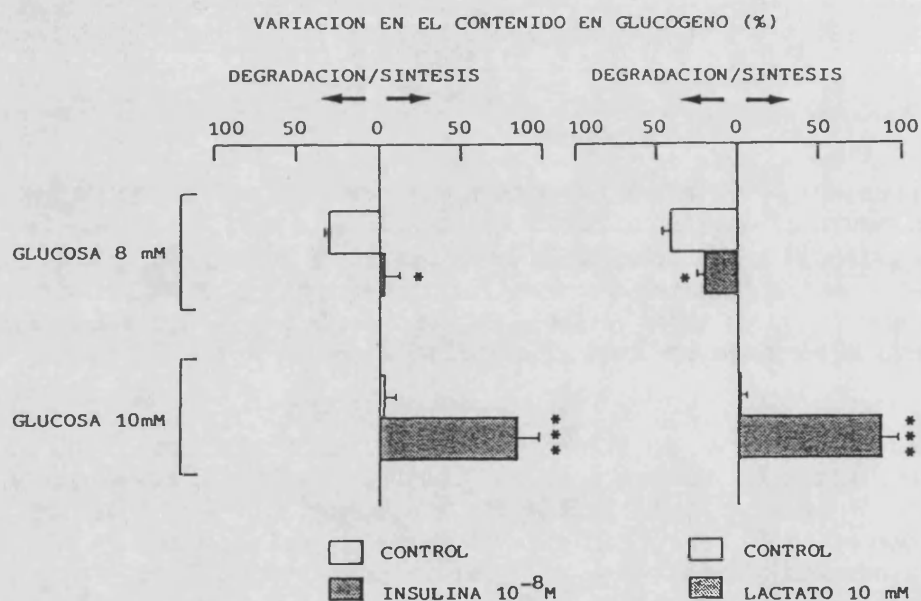 VARIACION EN EL CONTENIDO EN GLUCOGENO (%)
DEGRADACION/SINTESIS DEGRADACION/SINTESIS
100 50 0 50 100 100 50 0 50 100
GLUCOSA 8 mM
* *
GLUCOSA 10mM
*** ***
CONTROL CONTROL
INSULINA 10⁻⁸M LACTATO 10 mM